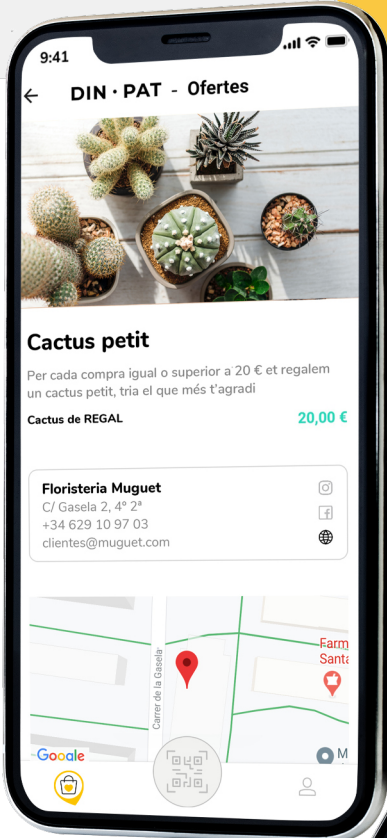 9:41
DIN · PAT - Ofertes
Cactus petit
Per cada compra igual o superior a 20 € et regalem
un cactus petit, tria el que més t'agradi
Cactus de REGAL
20,00 €
Floristeria Muguet
C/ Gasela 2, 4º 2ª
+34 629 10 97 03
clientes@muguet.com
Carrer de la Gasela
Farm
Santa
Google
M